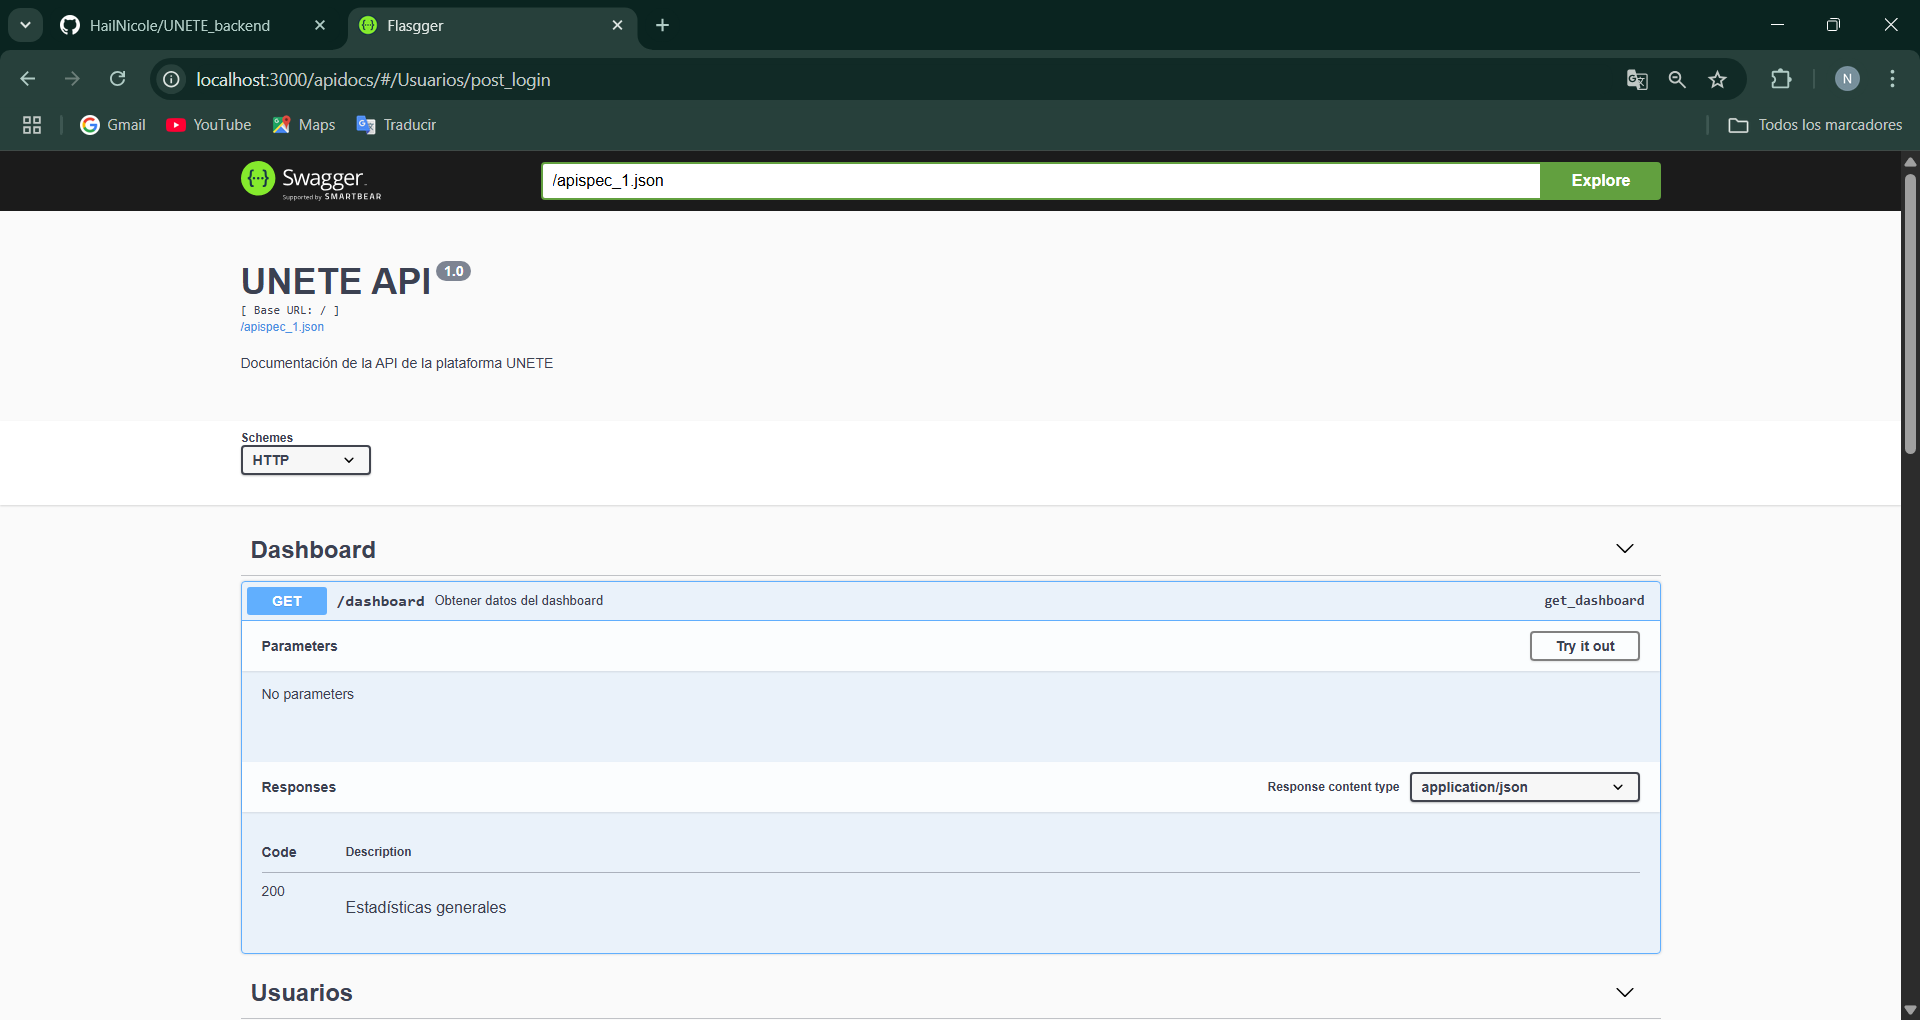 HailNicole/UNETE_backend
Flasgger
localhost:3000/apidocs/#/Usuarios/post_login
N
Gmail
YouTube
Maps
Traducir
Todos los marcadores
Swagger
Supported by SMARTBEAR
/apispec_1.json
Explore
UNETE API 1.0
[ Base URL: / ]
/apispec_1.json
Documentación de la API de la plataforma UNETE
Schemes
HTTP
Dashboard
GET /dashboard Obtener datos del dashboard get_dashboard
Parameters
Try it out
No parameters
Responses
Response content type application/json
Code Description
200
Estadísticas generales
Usuarios